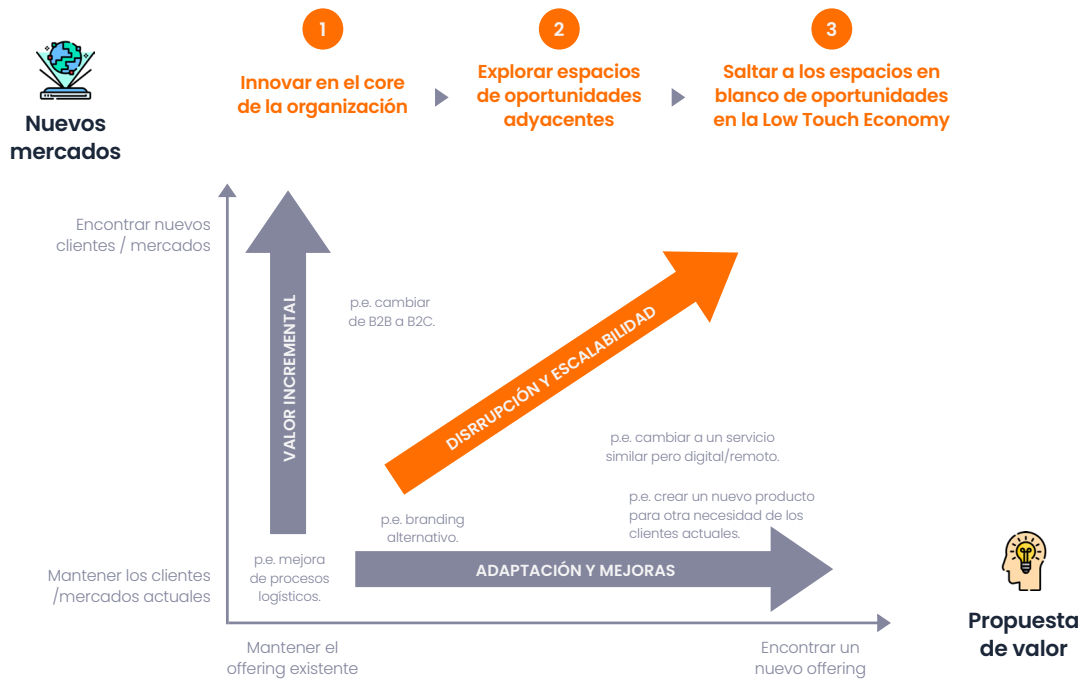 1
Innovar en el core
de la organización
2
Explorar espacios
de oportunidades
adyacentes
3
Saltar a los espacios en
blanco de oportunidades
en la Low Touch Economy
Nuevos
mercados
Encontrar nuevos
clientes / mercados
VALOR INCREMENTAL
p.e. cambiar
de B2B a B2C.
DISRRUPCIÓN Y ESCALABILIDAD
p.e. cambiar a un servicio
similar pero digital/remoto.
p.e. crear un nuevo producto
para otra necesidad de los
clientes actuales.
p.e. branding
alternativo.
p.e. mejora
de procesos
logísticos.
ADAPTACIÓN Y MEJORAS
Mantener los clientes
/mercados actuales
Mantener el
offering existente
Encontrar un
nuevo offering
Propuesta
de valor